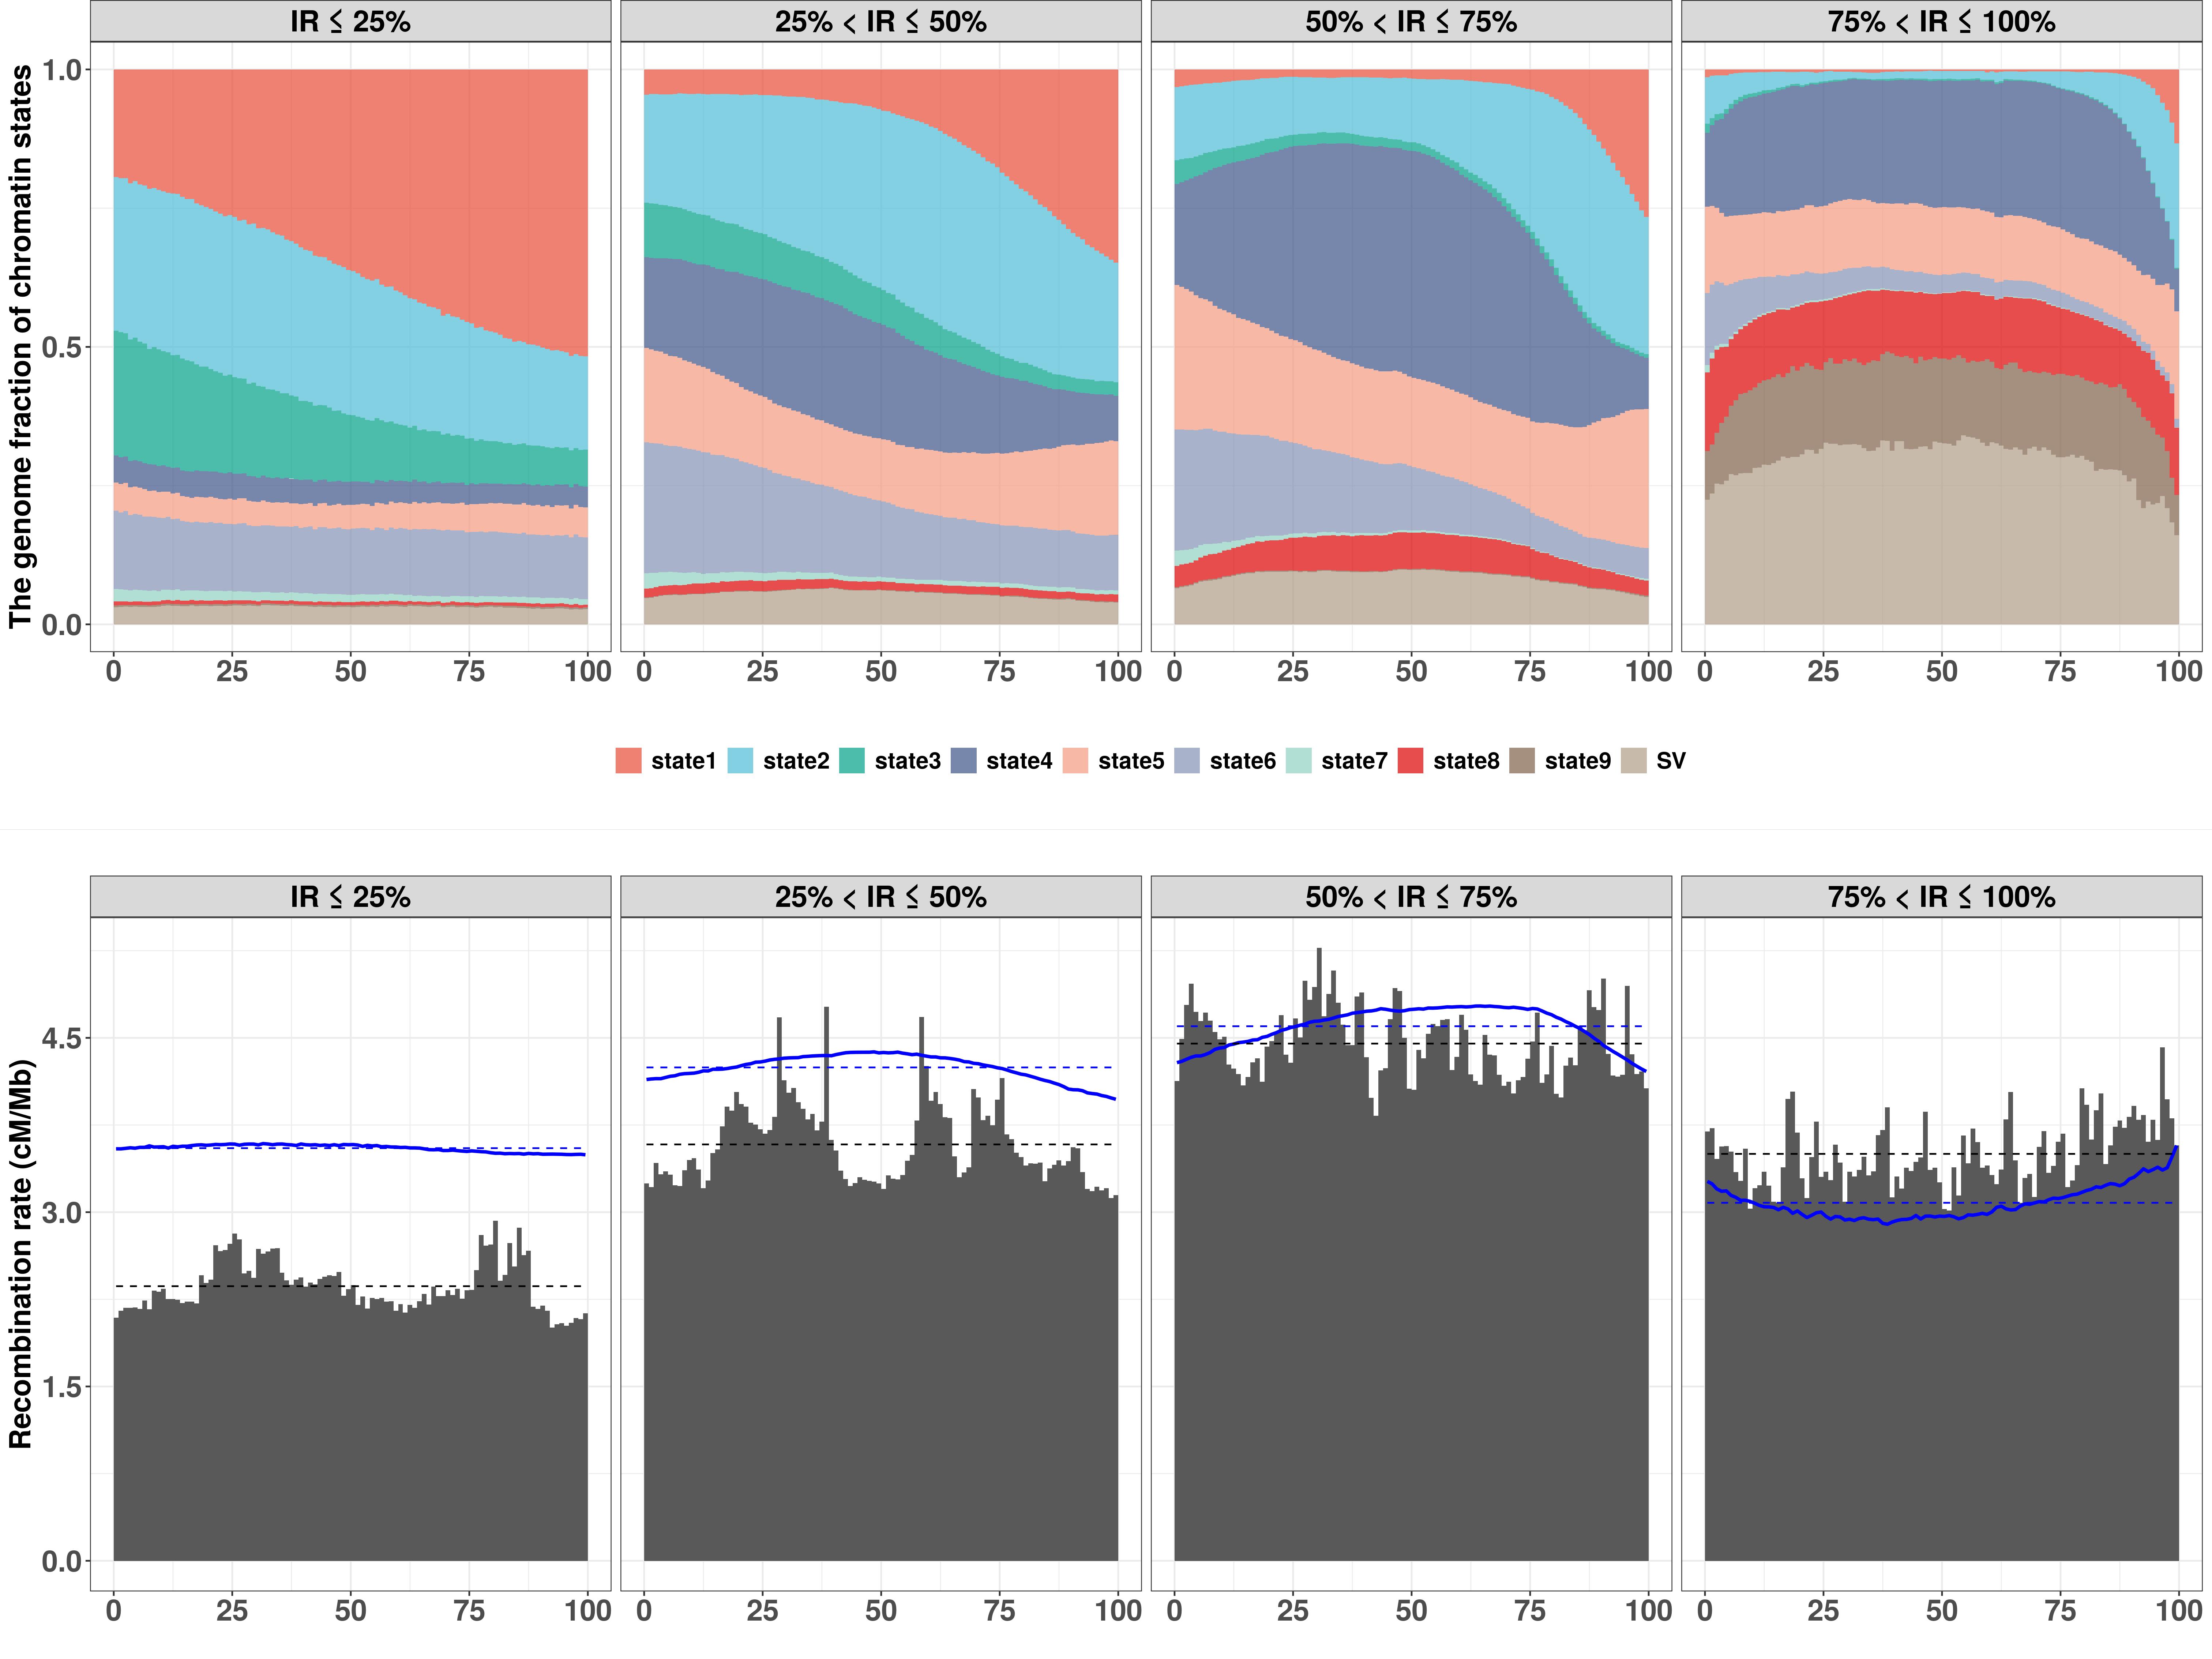 IR ≤ 25% 25% < IR ≤ 50% 50% < IR ≤ 75% 75% < IR ≤ 100%
The genome fraction of chromatin states
1.0
0.5
0.0
0 25 50 75 100 0 25 50 75 100 0 25 50 75 100 0 25 50 75 100
state1 state2 state3 state4 state5 state6 state7 state8 state9 SV
IR ≤ 25% 25% < IR ≤ 50% 50% < IR ≤ 75% 75% < IR ≤ 100%
Recombination rate (cM/Mb)
4.5
3.0
1.5
0.0
0 25 50 75 100 0 25 50 75 100 0 25 50 75 100 0 25 50 75 100